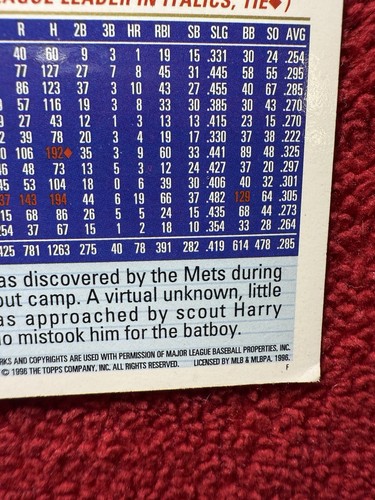 LEAGUE LEADER IN ITALICS, TIE♦)
R H 2B 3B HR RBI SB SLG BB SO AVG
40 60 9 3 1 19 15 .331 30 24 .254
77 127 27 7 8 45 31 .445 58 55 .295
86 123 37 3 10 43 27 .455 40 67 .285
57 116 19 3 8 33 30 .385 30 43 .270
27 43 12 1 3 13 13 .415 23 15 .270
39 78 20 3 4 19 17 .330 37 38 .222
106 192♦ 35 3 9 60 33 .441 89 48 .325
48 73 13 5 3 12 24 .427 37 20 .297
53 104 18 0 6 39 30 .406 40 32 .301
37 143 194 44 6 19 66 37 .482 129 64 .305
68 86 26 5 5 24 15 .435 68 44 .273
254 37 67 15 1 2 18 10 .354 33 28 .264
425 781 1263 275 40 78 391 282 .419 614 478 .285
as discovered by the Mets during
out camp. A virtual unknown, little
as approached by scout Harry
o mistook him for the batboy.
RKS AND COPYRIGHTS ARE USED WITH PERMISSION OF MAJOR LEAGUE BASEBALL PROPERTIES, INC.
© 1996 THE TOPPS COMPANY, INC. ALL RIGHTS RESERVED. LICENSED BY MLB & MLBPA, 1996.
F